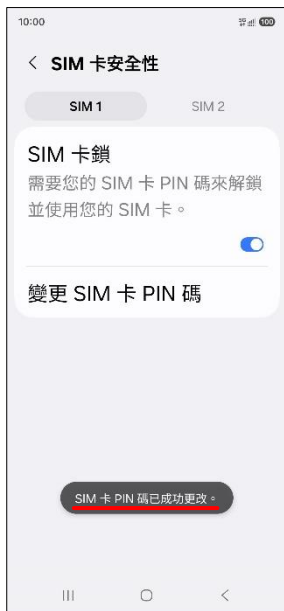 10:00
100
SIM 卡安全性
SIM 1
SIM 2
SIM 卡鎖
需要您的 SIM 卡 PIN 碼來解鎖
並使用您的 SIM 卡。
變更 SIM 卡 PIN 碼
SIM 卡 PIN 碼已成功更改。